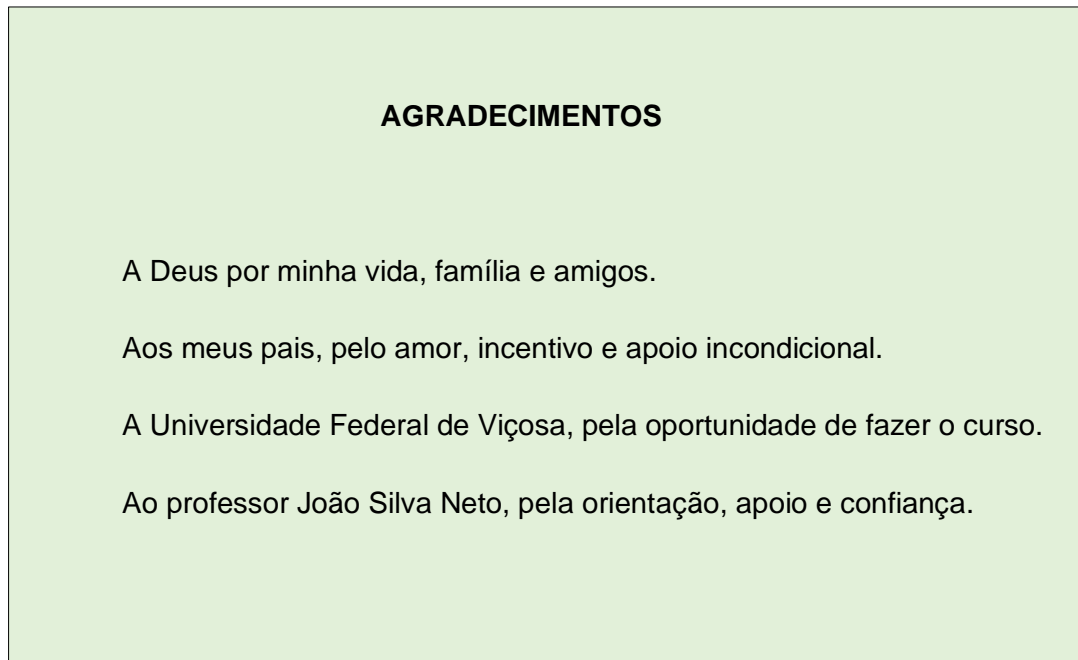 AGRADECIMENTOS
A Deus por minha vida, família e amigos.
Aos meus pais, pelo amor, incentivo e apoio incondicional.
A Universidade Federal de Viçosa, pela oportunidade de fazer o curso.
Ao professor João Silva Neto, pela orientação, apoio e confiança.